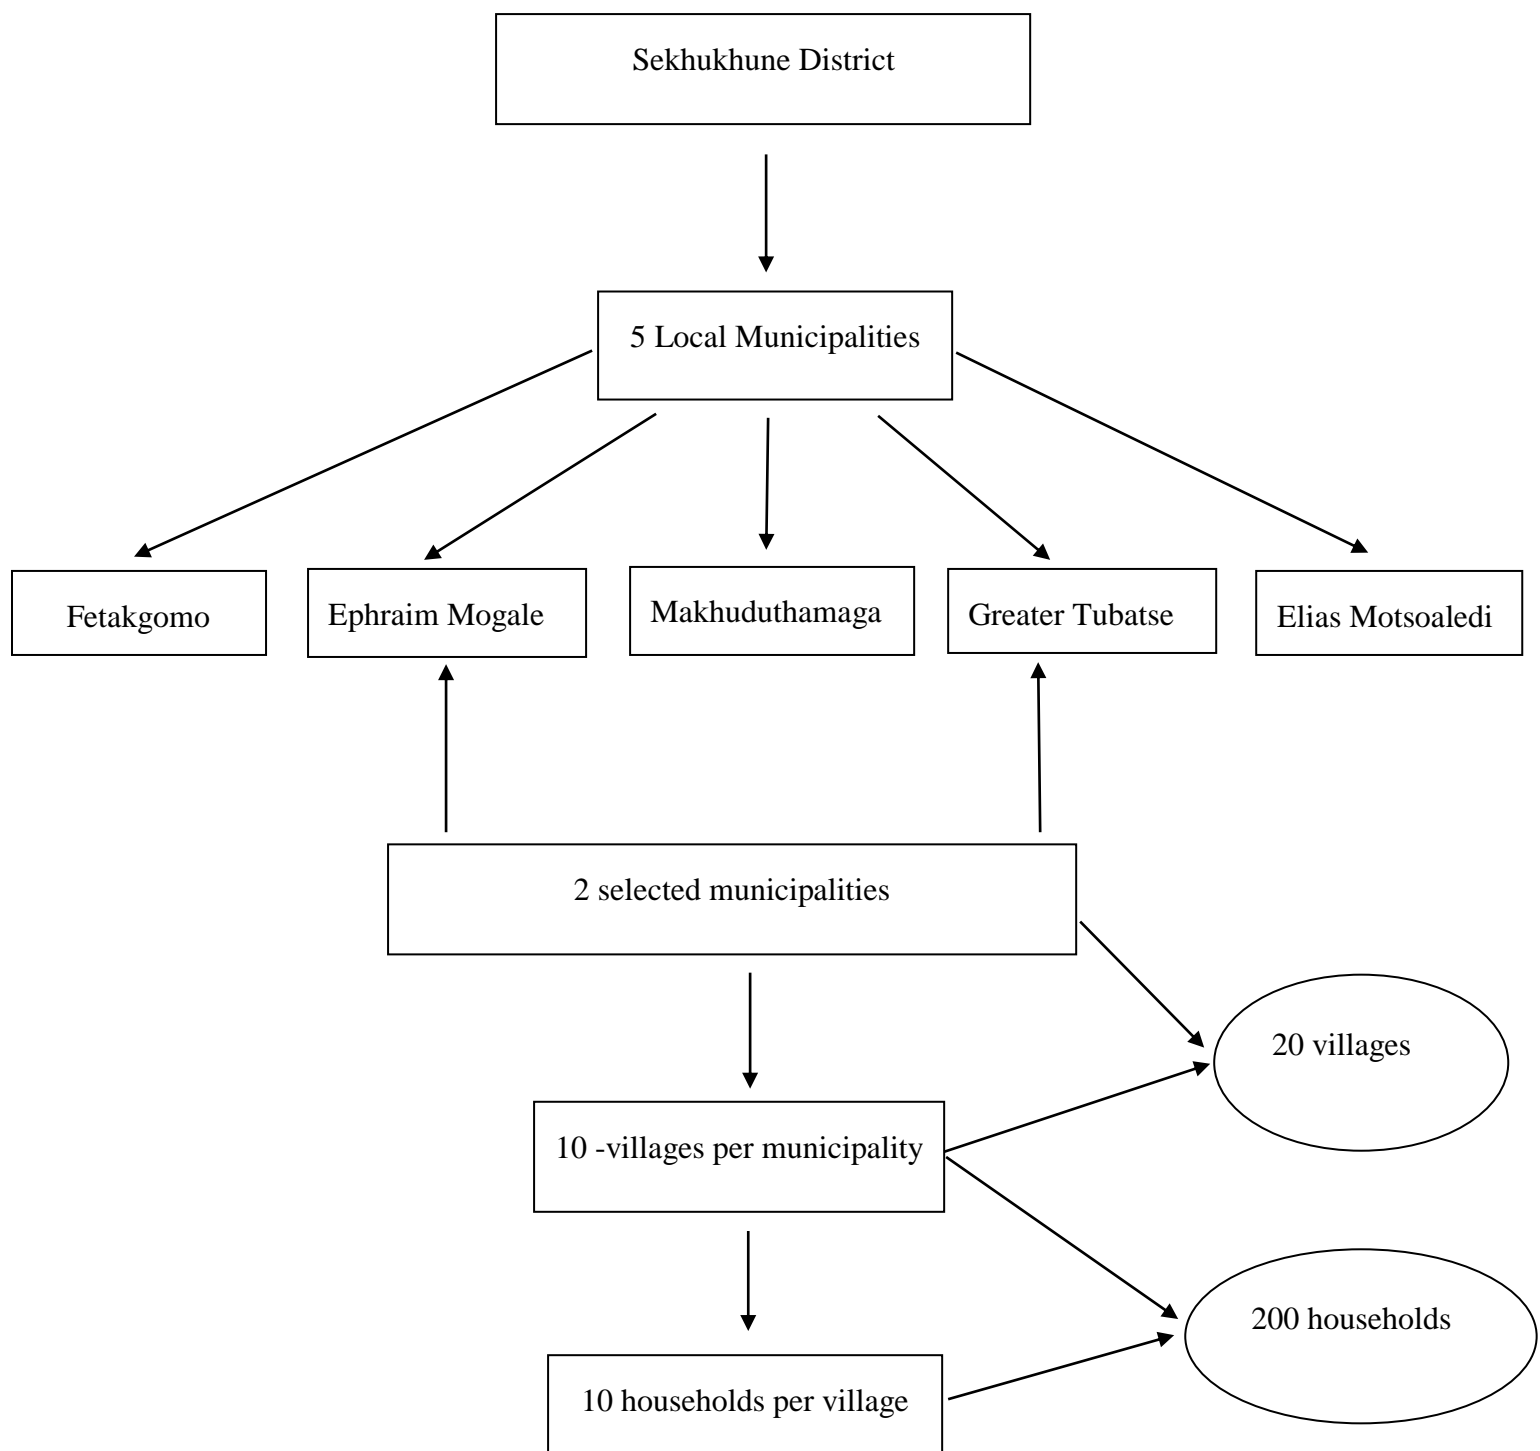 Sekhukhune District
5 Local Municipalities
Fetakgomo
Ephraim Mogale
Makhuduthamaga
Greater Tubatse
Elias Motsoaledi
2 selected municipalities
20 villages
10 -villages per municipality
200 households
10 households per village